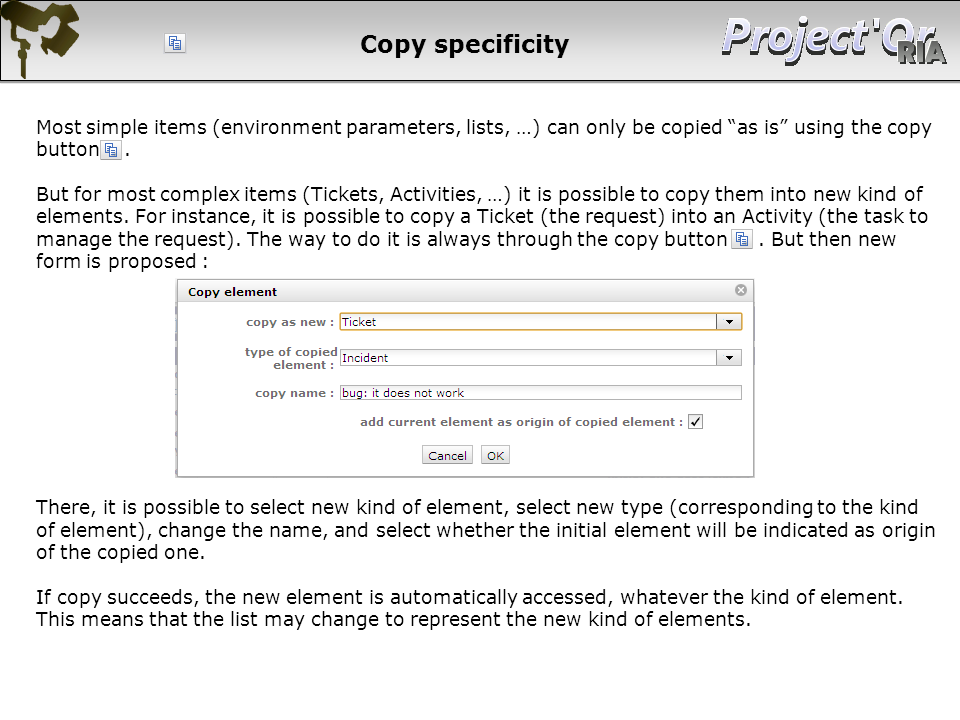 Copy specificity
Project'Or
RIA
Most simple items (environment parameters, lists, …) can only be copied “as is” using the copy
button .
But for most complex items (Tickets, Activities, …) it is possible to copy them into new kind of
elements. For instance, it is possible to copy a Ticket (the request) into an Activity (the task to
manage the request). The way to do it is always through the copy button . But then new
form is proposed :
Copy element
copy as new : Ticket
type of copied
element : Incident
copy name : bug: it does not work
add current element as origin of copied element :
Cancel OK
There, it is possible to select new kind of element, select new type (corresponding to the kind
of element), change the name, and select whether the initial element will be indicated as origin
of the copied one.
If copy succeeds, the new element is automatically accessed, whatever the kind of element.
This means that the list may change to represent the new kind of elements.